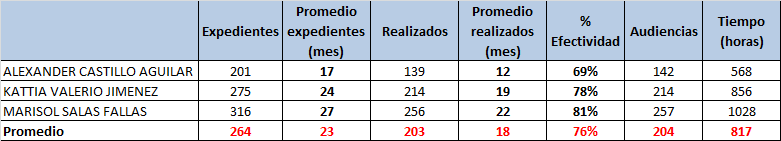 Expedientes Promedio expedientes (mes) Realizados Promedio realizados (mes) % Efectividad Audiencias Tiempo (horas)
ALEXANDER CASTILLO AGUILAR 201 17 139 12 69% 142 568
KATTIA VALERIO JIMENEZ 275 24 214 19 78% 214 856
MARISOL SALAS FALLAS 316 27 256 22 81% 257 1028
Promedio 264 23 203 18 76% 204 817